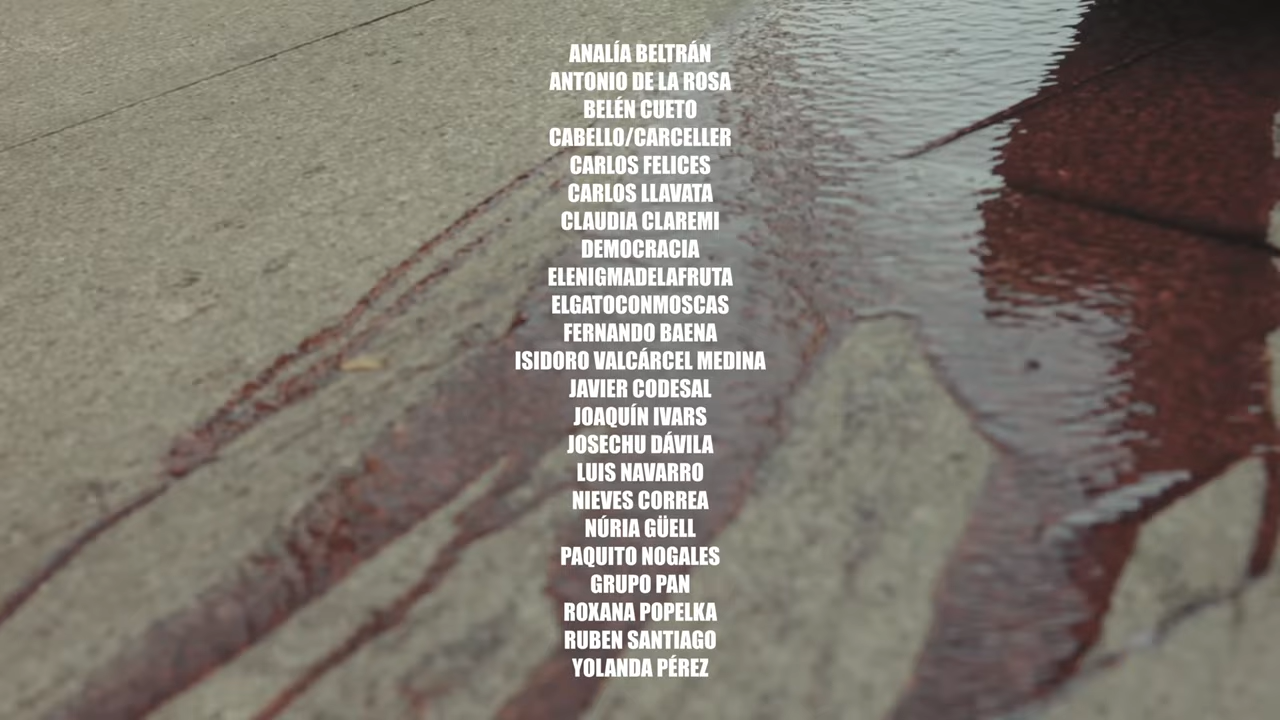 ANALÍA BELTRÁN
ANTONIO DE LA ROSA
BELÉN CUETO
CABELLO/CARCELLER
CARLOS FELICES
CARLOS LLAVATA
CLAUDIA CLAREMI
DEMOCRACIA
ELENIGMADELAFRUTA
ELGATOCONMOSCAS
FERNANDO BAENA
ISIDORO VALCÁRCEL MEDINA
JAVIER CODESAL
JOAQUÍN IVARS
JOSECHU DÁVILA
LUIS NAVARRO
NIEVES CORREA
NÚRIA GÜELL
PAQUITO NOGALES
GRUPO PAN
ROXANA POPELKA
RUBEN SANTIAGO
YOLANDA PÉREZ